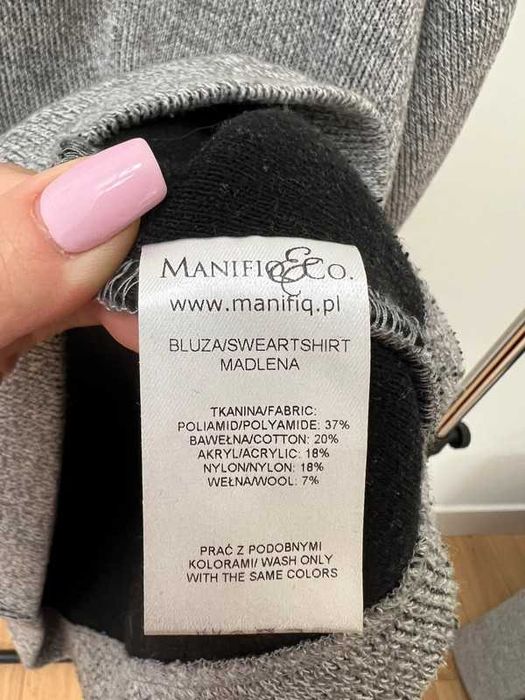 MANIFIQ&CO.
www.manifiq.pl
BLUZA/SWEARTSHIRT
MADLENA
TKANINA/FABRIC:
POLIAMID/POLYAMIDE: 37%
BAWEŁNA/COTTON: 20%
AKRYL/ACRYLIC: 18%
NYLON/NYLON: 18%
WEŁNA/WOOL: 7%
PRAĆ Z PODOBNYMI
KOLORAMI/ WASH ONLY
WITH THE SAME COLORS